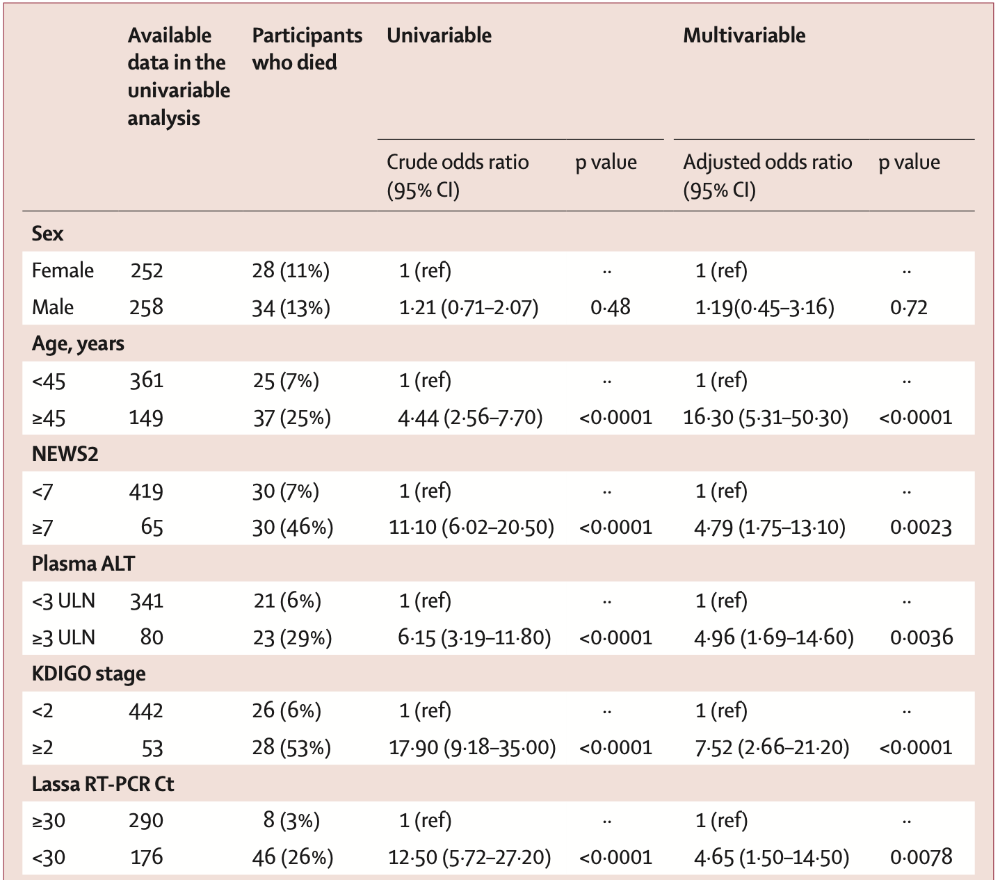 Available data in the univariable analysis	Participants who died	Univariable	Multivariable
Crude odds ratio (95% CI)	p value	Adjusted odds ratio (95% CI)	p value
Sex
Female	252	28 (11%)	1 (ref)	··	1 (ref)	··
Male	258	34 (13%)	1·21 (0·71–2·07)	0·48	1·19(0·45–3·16)	0·72
Age, years
<45	361	25 (7%)	1 (ref)	··	1 (ref)	··
≥45	149	37 (25%)	4·44 (2·56–7·70)	<0·0001	16·30 (5·31–50·30)	<0·0001
NEWS2
<7	419	30 (7%)	1 (ref)	··	1 (ref)	··
≥7	65	30 (46%)	11·10 (6·02–20·50)	<0·0001	4·79 (1·75–13·10)	0·0023
Plasma ALT
<3 ULN	341	21 (6%)	1 (ref)	··	1 (ref)	··
≥3 ULN	80	23 (29%)	6·15 (3·19–11·80)	<0·0001	4·96 (1·69–14·60)	0·0036
KDIGO stage
<2	442	26 (6%)	1 (ref)	··	1 (ref)	··
≥2	53	28 (53%)	17·90 (9·18–35·00)	<0·0001	7·52 (2·66–21·20)	<0·0001
Lassa RT-PCR Ct
≥30	290	8 (3%)	1 (ref)	··	1 (ref)	··
<30	176	46 (26%)	12·50 (5·72–27·20)	<0·0001	4·65 (1·50–14·50)	0·0078